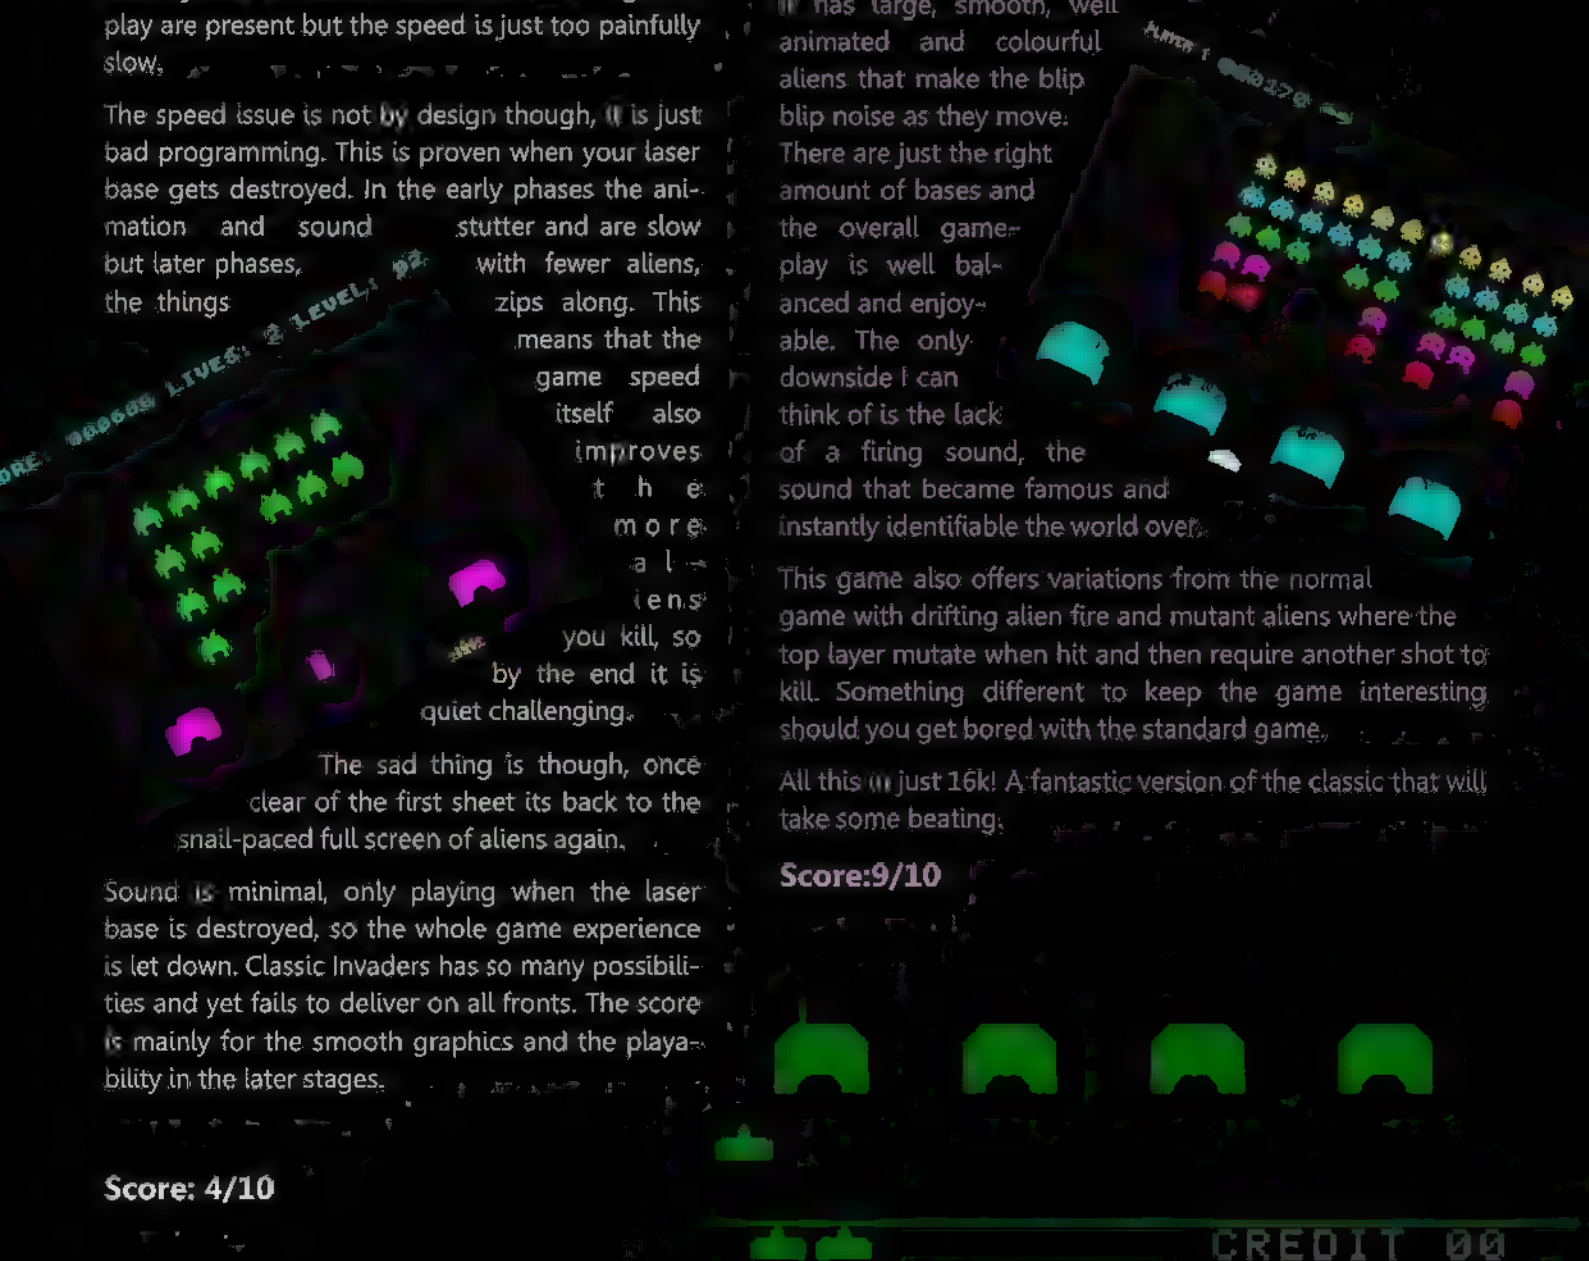 play are present but the speed is just too painfully
slow.
The speed issue is not by design though, it is just
bad programming. This is proven when your laser
base gets destroyed. In the early phases the ani-
mation and sound stutter and are slow
but later phases, with fewer aliens,
the things zips along. This
means that the
game speed
itself also
improves
the
more
al-
iens
you kill, so
by the end it is
quiet challenging.
The sad thing is though, once
clear of the first sheet its back to the
snail-paced full screen of aliens again.
Sound is minimal, only playing when the laser
base is destroyed, so the whole game experience
is let down. Classic Invaders has so many possibili-
ties and yet fails to deliver on all fronts. The score
is mainly for the smooth graphics and the playa-
bility in the later stages.
Score: 4/10
000600 LIVES: 2 LEVEL: 02
has large, smooth, well
animated and colourful
aliens that make the blip
blip noise as they move.
There are just the right
amount of bases and
the overall game-
play is well bal-
anced and enjoy-
able. The only
downside I can
think of is the lack
of a firing sound, the
sound that became famous and
instantly identifiable the world over.
This game also offers variations from the normal
game with drifting alien fire and mutant aliens where the
top layer mutate when hit and then require another shot to
kill. Something different to keep the game interesting
should you get bored with the standard game.
All this in just 16k! A fantastic version of the classic that will
take some beating.
Score:9/10
PLAYER 1
CREDIT 00